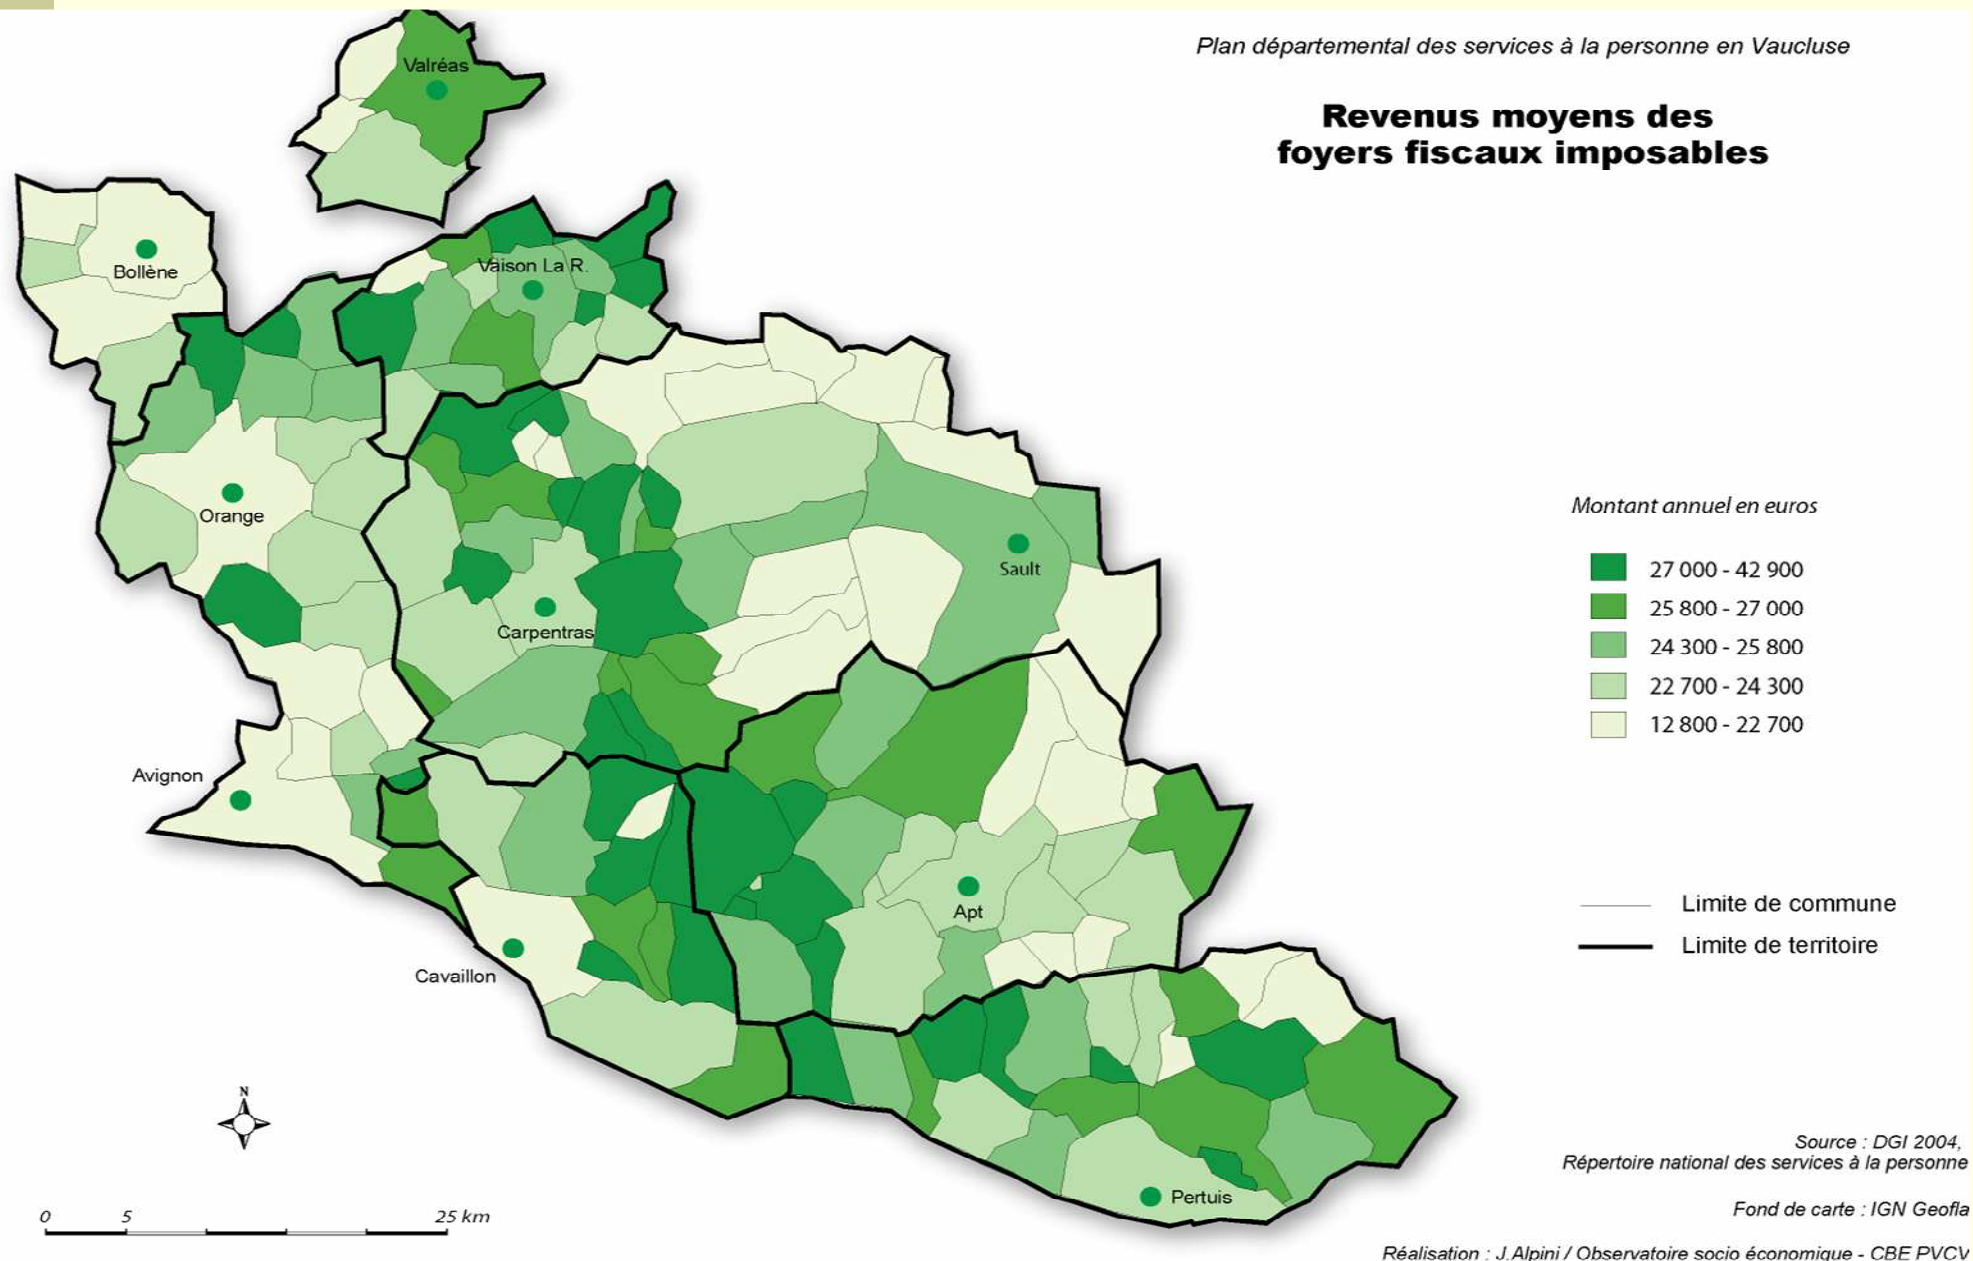 Plan départemental des services à la personne en Vaucluse
Revenus moyens des
foyers fiscaux imposables
Valréas
Bollène
Vaison La R.
Orange
Sault
Carpentras
Avignon
Apt
Cavaillon
Pertuis
Montant annuel en euros
27 000 - 42 900
25 800 - 27 000
24 300 - 25 800
22 700 - 24 300
12 800 - 22 700
Limite de commune
Limite de territoire
N
0 5 25 km
Source : DGI 2004,
Répertoire national des services à la personne
Fond de carte : IGN Geofla
Réalisation : J.Alpini / Observatoire socio économique - CBE PVCV